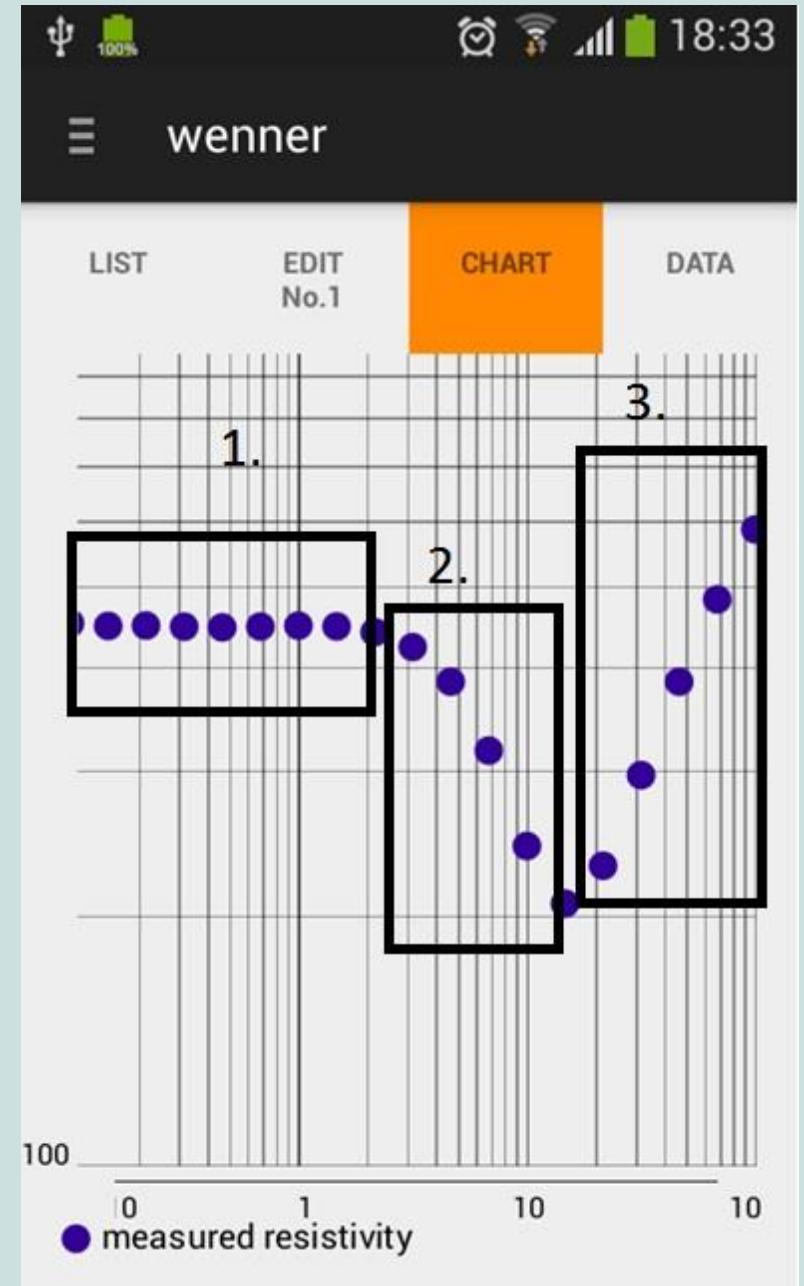 100%
18:33
wenner
LIST
EDIT
No.1
CHART
DATA
1.
2.
3.
100
0
1
10
10
measured resistivity